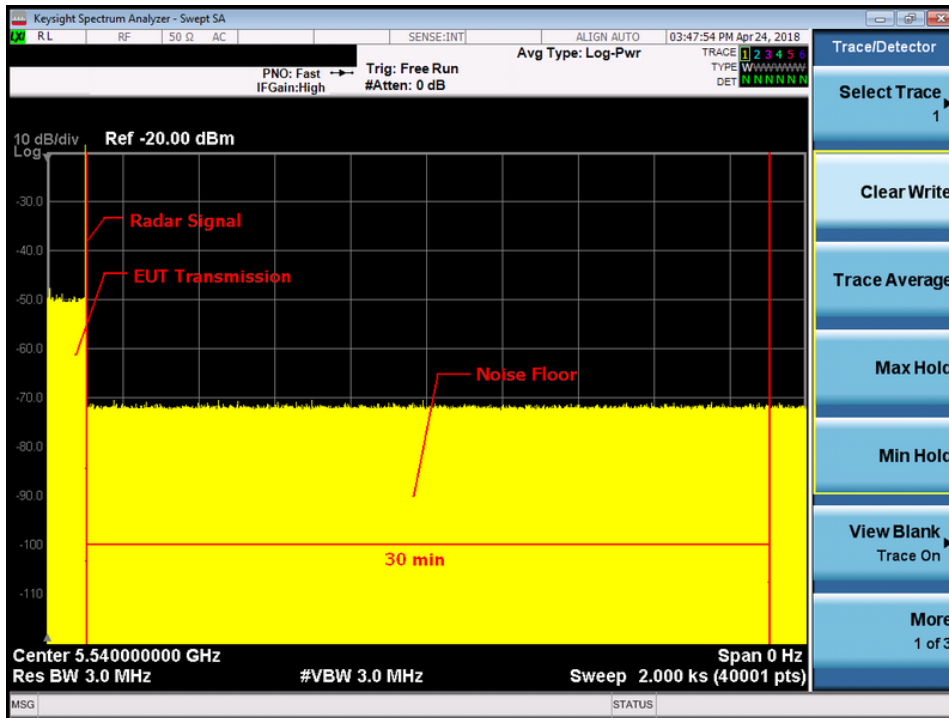 Keysight Spectrum Analyzer - Swept SA
LXI RL RF 50 Ω AC SENSE:INT ALIGN AUTO 03:47:54 PM Apr 24, 2018
Avg Type: Log-Pwr
TRACE 1 2 3 4 5 6
TYPE WWWWWW
DET N N N N N N
PNO: Fast
IFGain:High
Trig: Free Run
#Atten: 0 dB
10 dB/div
Log
Ref -20.00 dBm
-30.0
-40.0
-50.0
-60.0
-70.0
-80.0
-90.0
-100
-110
Radar Signal
EUT Transmission
Noise Floor
30 min
Center 5.540000000 GHz
Span 0 Hz
Res BW 3.0 MHz
#VBW 3.0 MHz
Sweep 2.000 ks (40001 pts)
MSG
STATUS
Trace/Detector
Select Trace
1
Clear Write
Trace Average
Max Hold
Min Hold
View Blank
Trace On
More
1 of 3